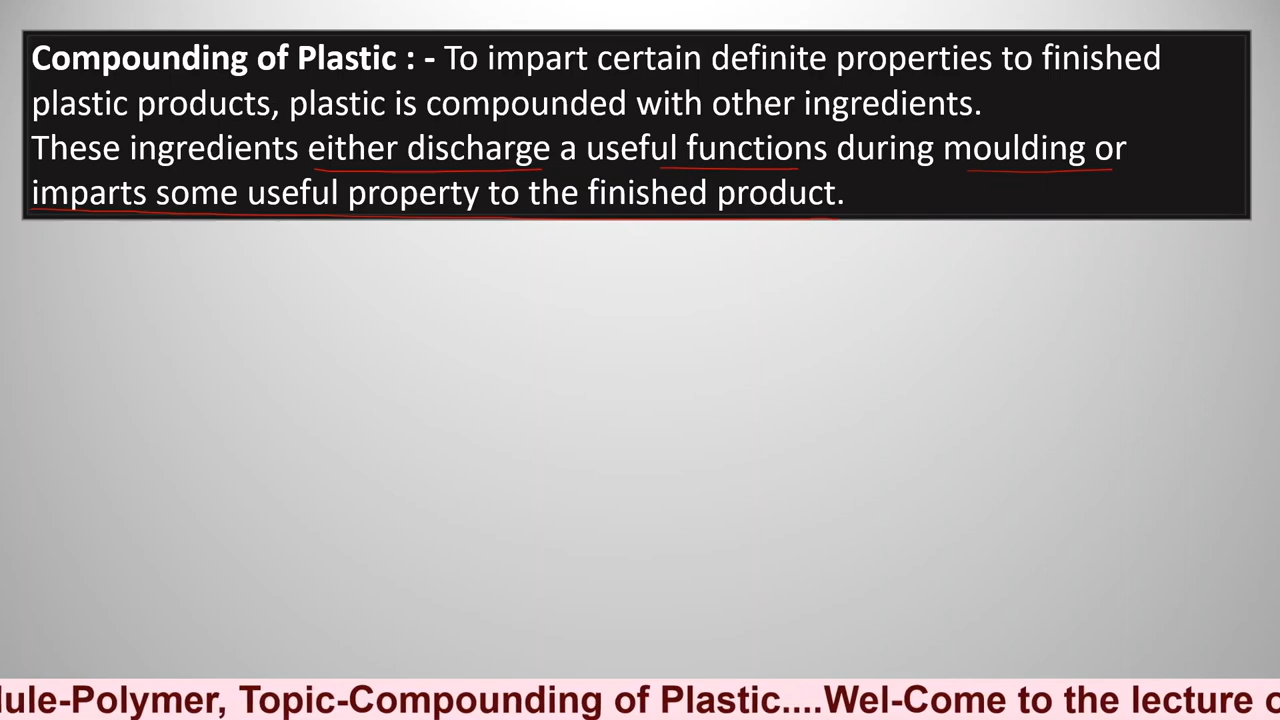 Compounding of Plastic : - To impart certain definite properties to finished
plastic products, plastic is compounded with other ingredients.
These ingredients either discharge a useful functions during moulding or
imparts some useful property to the finished product.
dule-Polymer, Topic-Compounding of Plastic....Wel-Come to the lecture o